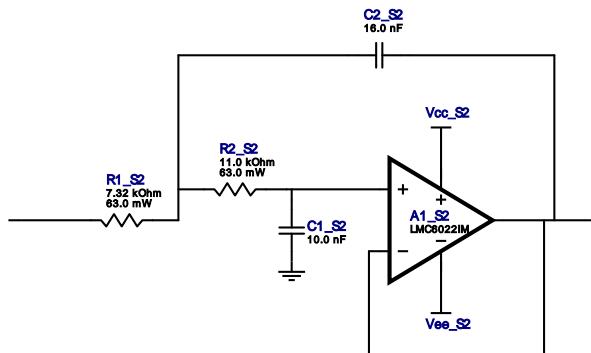 C2_S2
16.0 nF
Vcc_S2
R2_S2
11.0 kOhm
63.0 mW
R1_S2
7.32 kOhm
63.0 mW
+
+
A1_S2
LMC6022IM
C1_S2
10.0 nF
−
−
Vee_S2